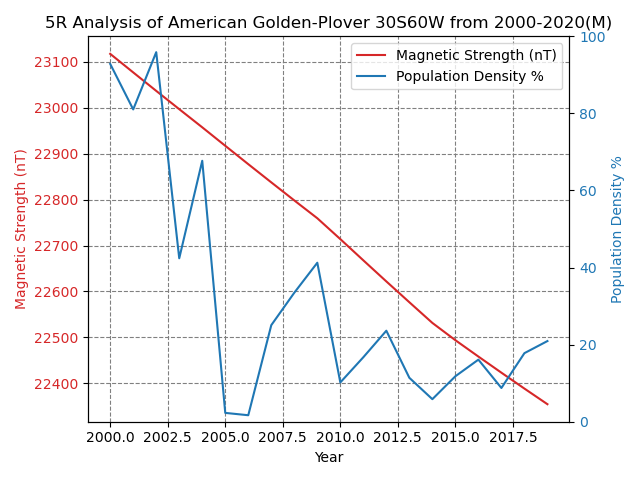 5R Analysis of American Golden-Plover 30S60W from 2000-2020(M)
Magnetic Strength (nT)
Population Density %
23100
23000
22900
22800
22700
22600
22500
22400
Magnetic Strength (nT)
100
80
60
40
20
0
Population Density %
2000.0 2002.5 2005.0 2007.5 2010.0 2012.5 2015.0 2017.5
Year